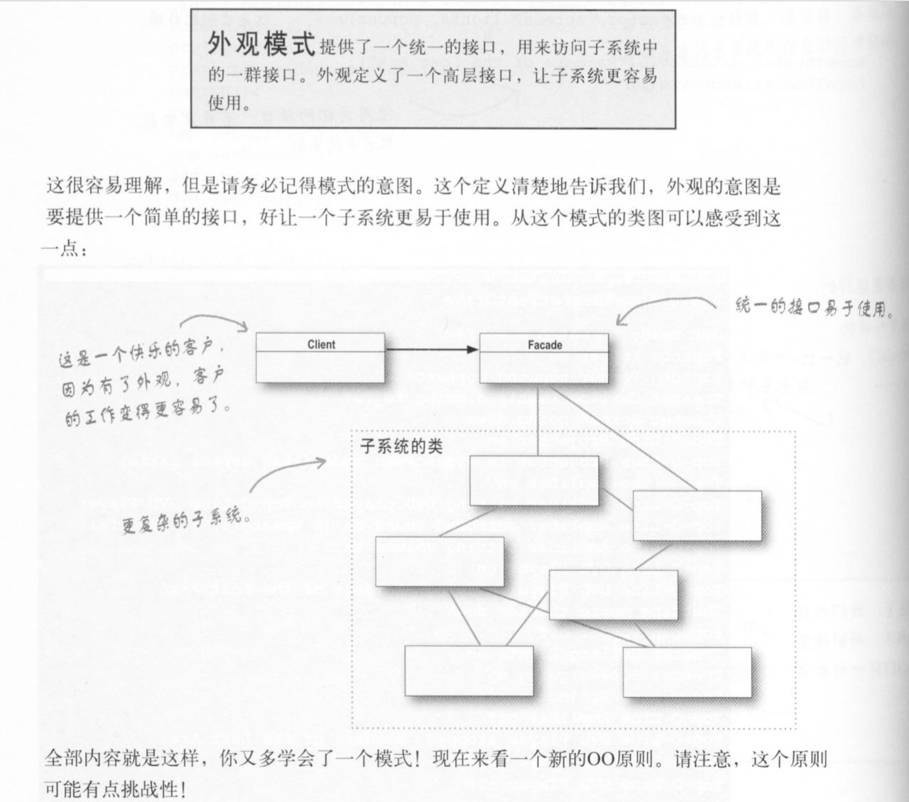 外观模式提供了一个统一的接口，用来访问子系统中
的一群接口。外观定义了一个高层接口，让子系统更容易
使用。
这很容易理解，但是请务必记得模式的意图。这个定义清楚地告诉我们，外观的意图是
要提供一个简单的接口，好让一个子系统更易于使用。从这个模式的类图可以感受到这
一点：
统一的接口易于使用。
Client
Facade
这是一个快乐的客户，
因为有了外观，客户
的工作变得更容易了。
子系统的类
更复杂的子系统。
全部内容就是这样，你又多学会了一个模式！现在来看一个新的OO原则。请注意，这个原则
可能有点挑战性！